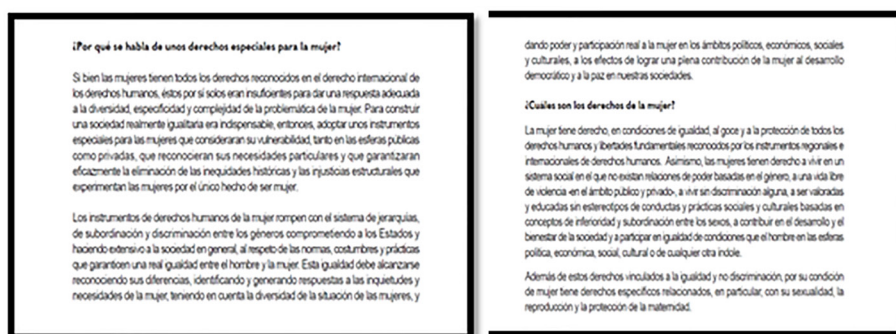 ¿Por qué se habla de unos derechos especiales para la mujer?
Si bien las mujeres tienen todos los derechos reconocidos en el derecho internacional de
los derechos humanos, éstos por sí solos eran insuficientes para dar una respuesta adecuada
a la diversidad, especificidad y complejidad de la problemática de la mujer. Para construir
una sociedad realmente igualitaria era indispensable, entonces, adoptar unos instrumentos
especiales para las mujeres que consideraran su vulnerabilidad, tanto en las esferas públicas
como privadas, que reconocieran sus necesidades particulares y que garantizaran
eficazmente la eliminación de las inequidades históricas y las injusticias estructurales que
experimentan las mujeres por el único hecho de ser mujer.
Los instrumentos de derechos humanos de la mujer rompen con el sistema de jerarquías,
de subordinación y discriminación entre los géneros comprometiendo a los Estados y
haciendo extensivo a la sociedad en general, al respeto de las normas, costumbres y prácticas
que garanticen una real igualdad entre el hombre y la mujer. Esta igualdad debe alcanzarse
reconociendo sus diferencias, identificando y generando respuestas a las inquietudes y
necesidades de la mujer, teniendo en cuenta la diversidad de la situación de las mujeres, y
dando poder y participación real a la mujer en los ámbitos políticos, económicos, sociales
y culturales, a los efectos de lograr una plena contribución de la mujer al desarrollo
democrático y a la paz en nuestras sociedades.
¿Cuáles son los derechos de la mujer?
La mujer tiene derecho, en condiciones de igualdad, al goce y a la protección de todos los
derechos humanos y libertades fundamentales reconocidos por los instrumentos regionales e
internacionales de derechos humanos. Asimismo, las mujeres tienen derecho a vivir en un
sistema social en el que no existan relaciones de poder basadas en el género, a una vida libre
de violencia -en el ámbito público y privado-, a vivir sin discriminación alguna, a ser valoradas
y educadas sin estereotipos de conductas y prácticas sociales y culturales basadas en
conceptos de inferioridad y subordinación entre los sexos, a contribuir en el desarrollo y el
bienestar de la sociedad y a participar en igualdad de condiciones que el hombre en las esferas
política, económica, social, cultural o de cualquier otra índole.
Además de estos derechos vinculados a la igualdad y no discriminación, por su condición
de mujer tiene derechos específicos relacionados, en particular, con su sexualidad, la
reproducción y la protección de la maternidad.